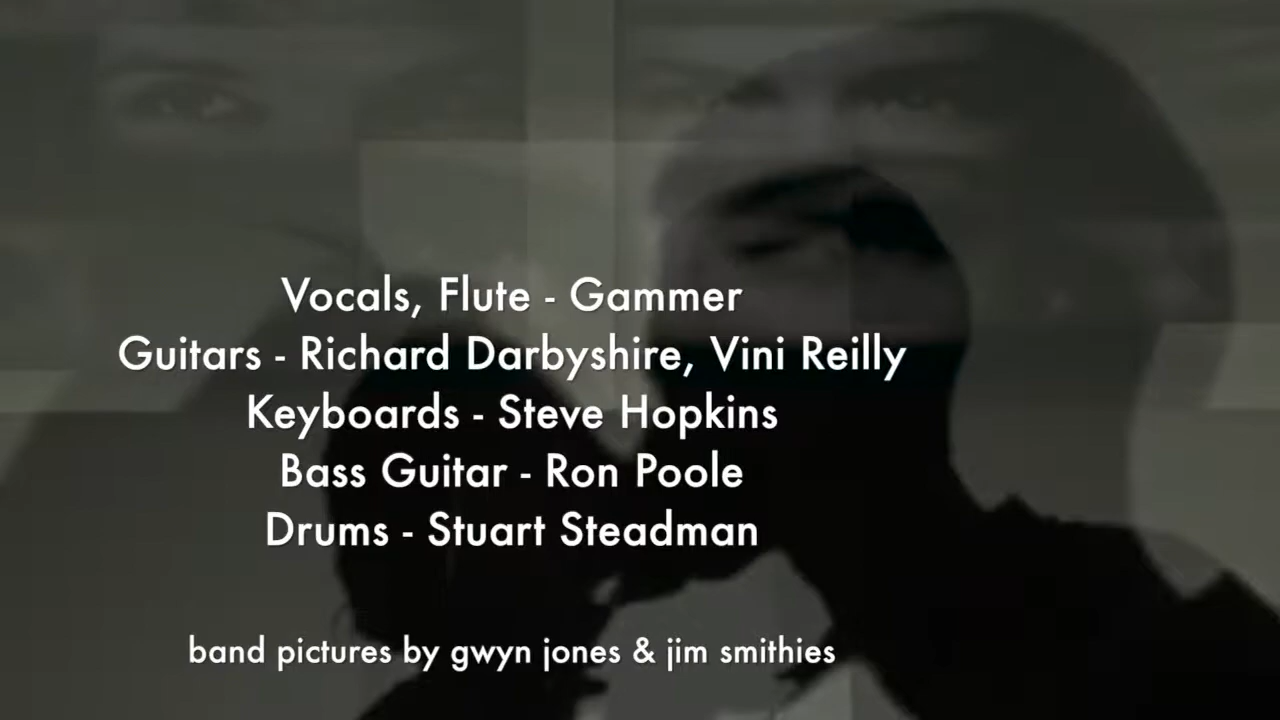 Vocals, Flute - Gammer
Guitars - Richard Darbyshire, Vini Reilly
Keyboards - Steve Hopkins
Bass Guitar - Ron Poole
Drums - Stuart Steadman
band pictures by gwyn jones & jim smithies